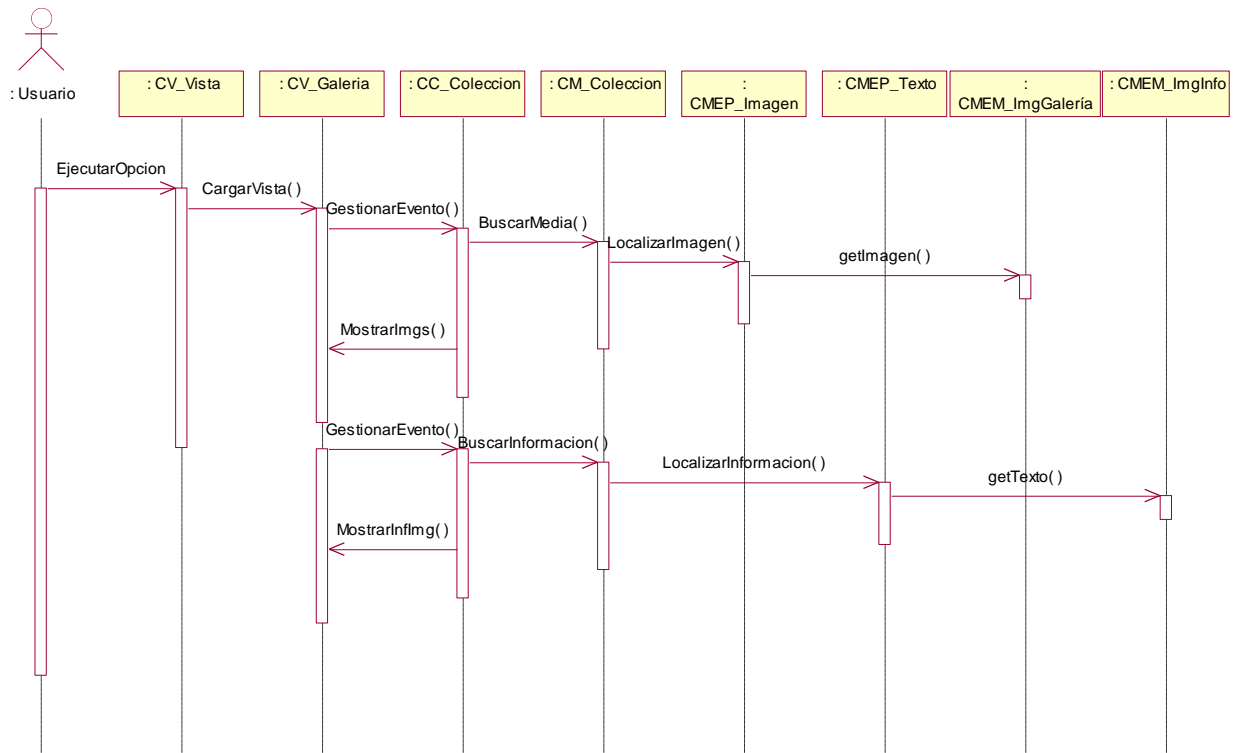 : Usuario
: CV_Vista
: CV_Galeria
: CC_Coleccion
: CM_Coleccion
:
CMEP_Imagen
: CMEP_Texto
:
CMEM_ImgGalería
: CMEM_ImgInfo
EjecutarOpcion
CargarVista( )
GestionarEvento( )
BuscarMedia( )
LocalizarImagen( )
getImagen( )
MostrarImgs( )
GestionarEvento( )
BuscarInformacion( )
LocalizarInformacion( )
getTexto( )
MostrarInfImg( )